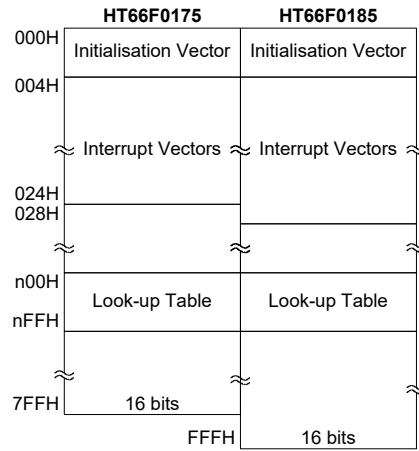 HT66F0175 HT66F0185
000H
Initialisation Vector Initialisation Vector
004H
Interrupt Vectors Interrupt Vectors
024H
028H
n00H
Look-up Table Look-up Table
nFFH
7FFH 16 bits
FFFH 16 bits